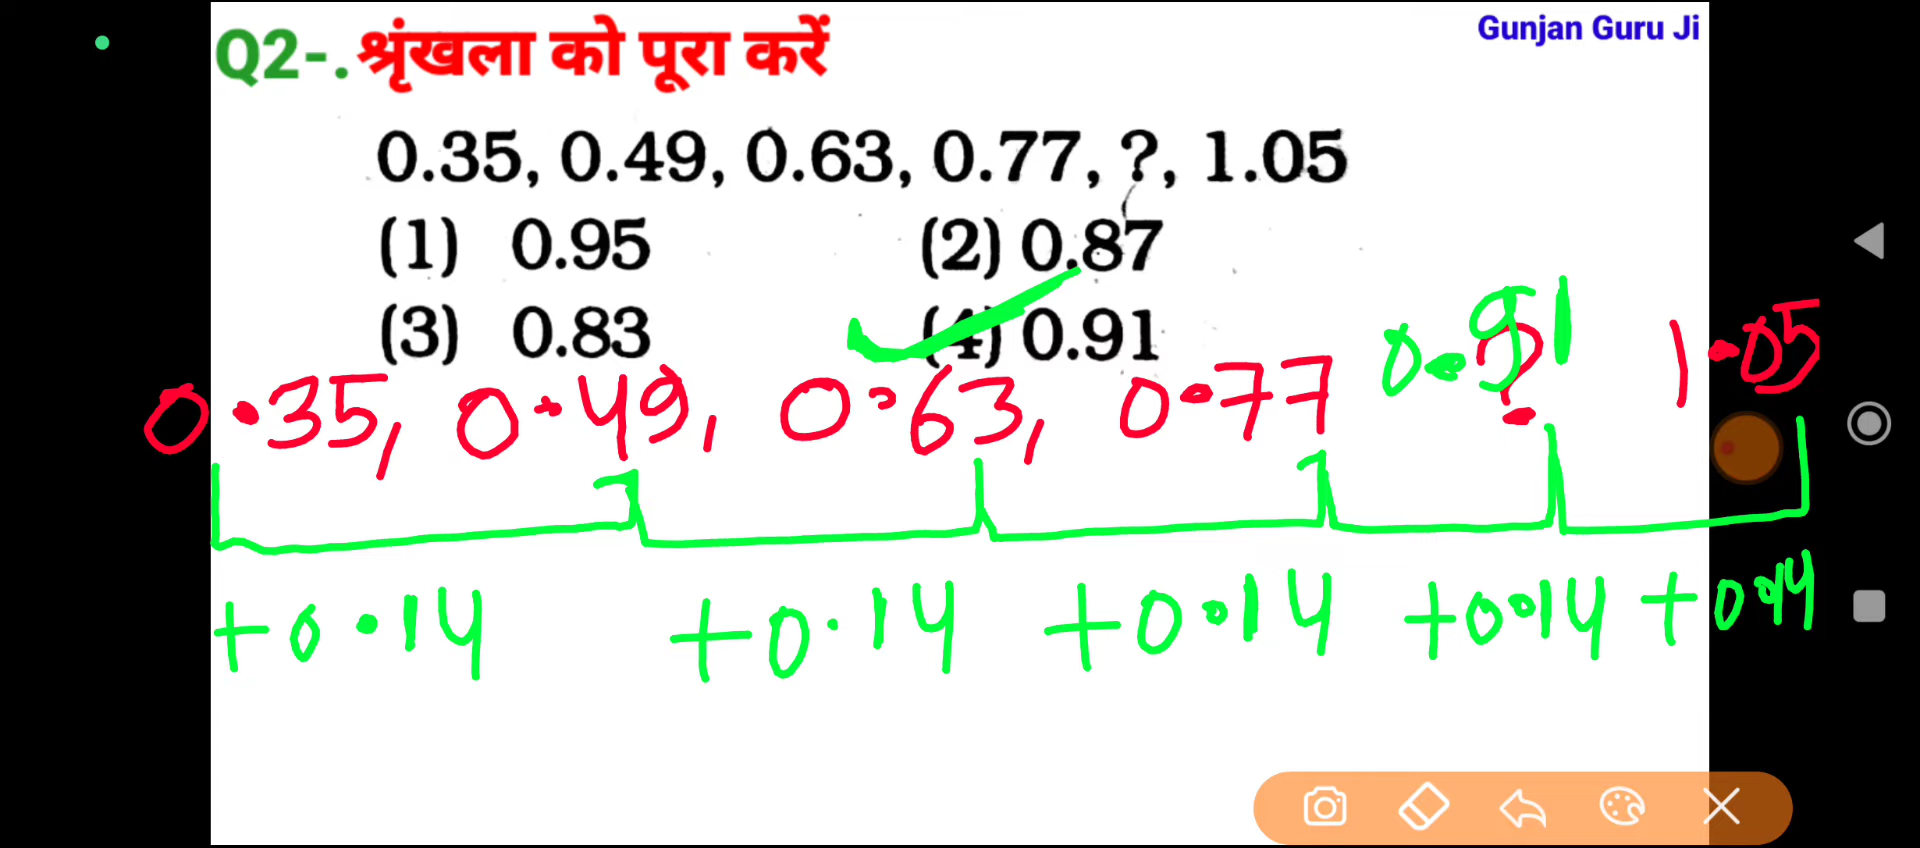 Gunjan Guru Ji
Q2-. श्रृंखला को पूरा करें
0.35, 0.49, 0.63, 0.77, ?, 1.05
(1) 0.95 (2) 0.87
(3) 0.83 (4) 0.91
0.35, 0.49, 0.63, 0.77 0.91 ? 1.05
+0.14 +0.14 +0.14 +0.14 +0.14